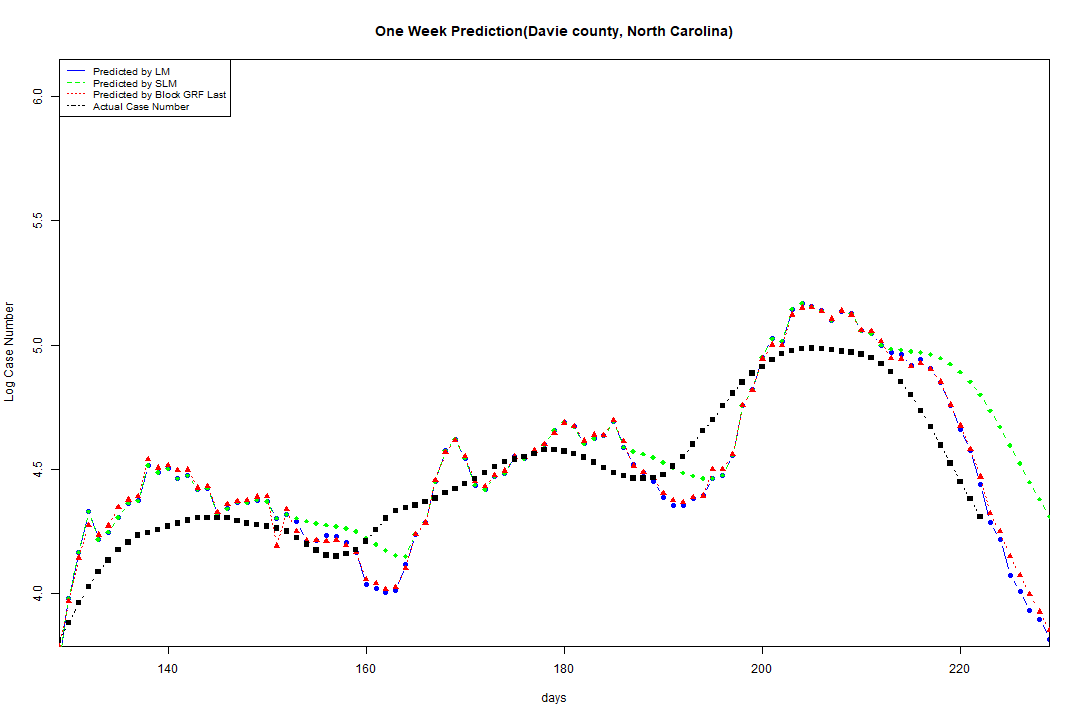 One Week Prediction(Davie county, North Carolina)
Predicted by LM
Predicted by SLM
Predicted by Block GRF Last
Actual Case Number
6.0
5.5
5.0
4.5
4.0
Log Case Number
140 160 180 200 220
days